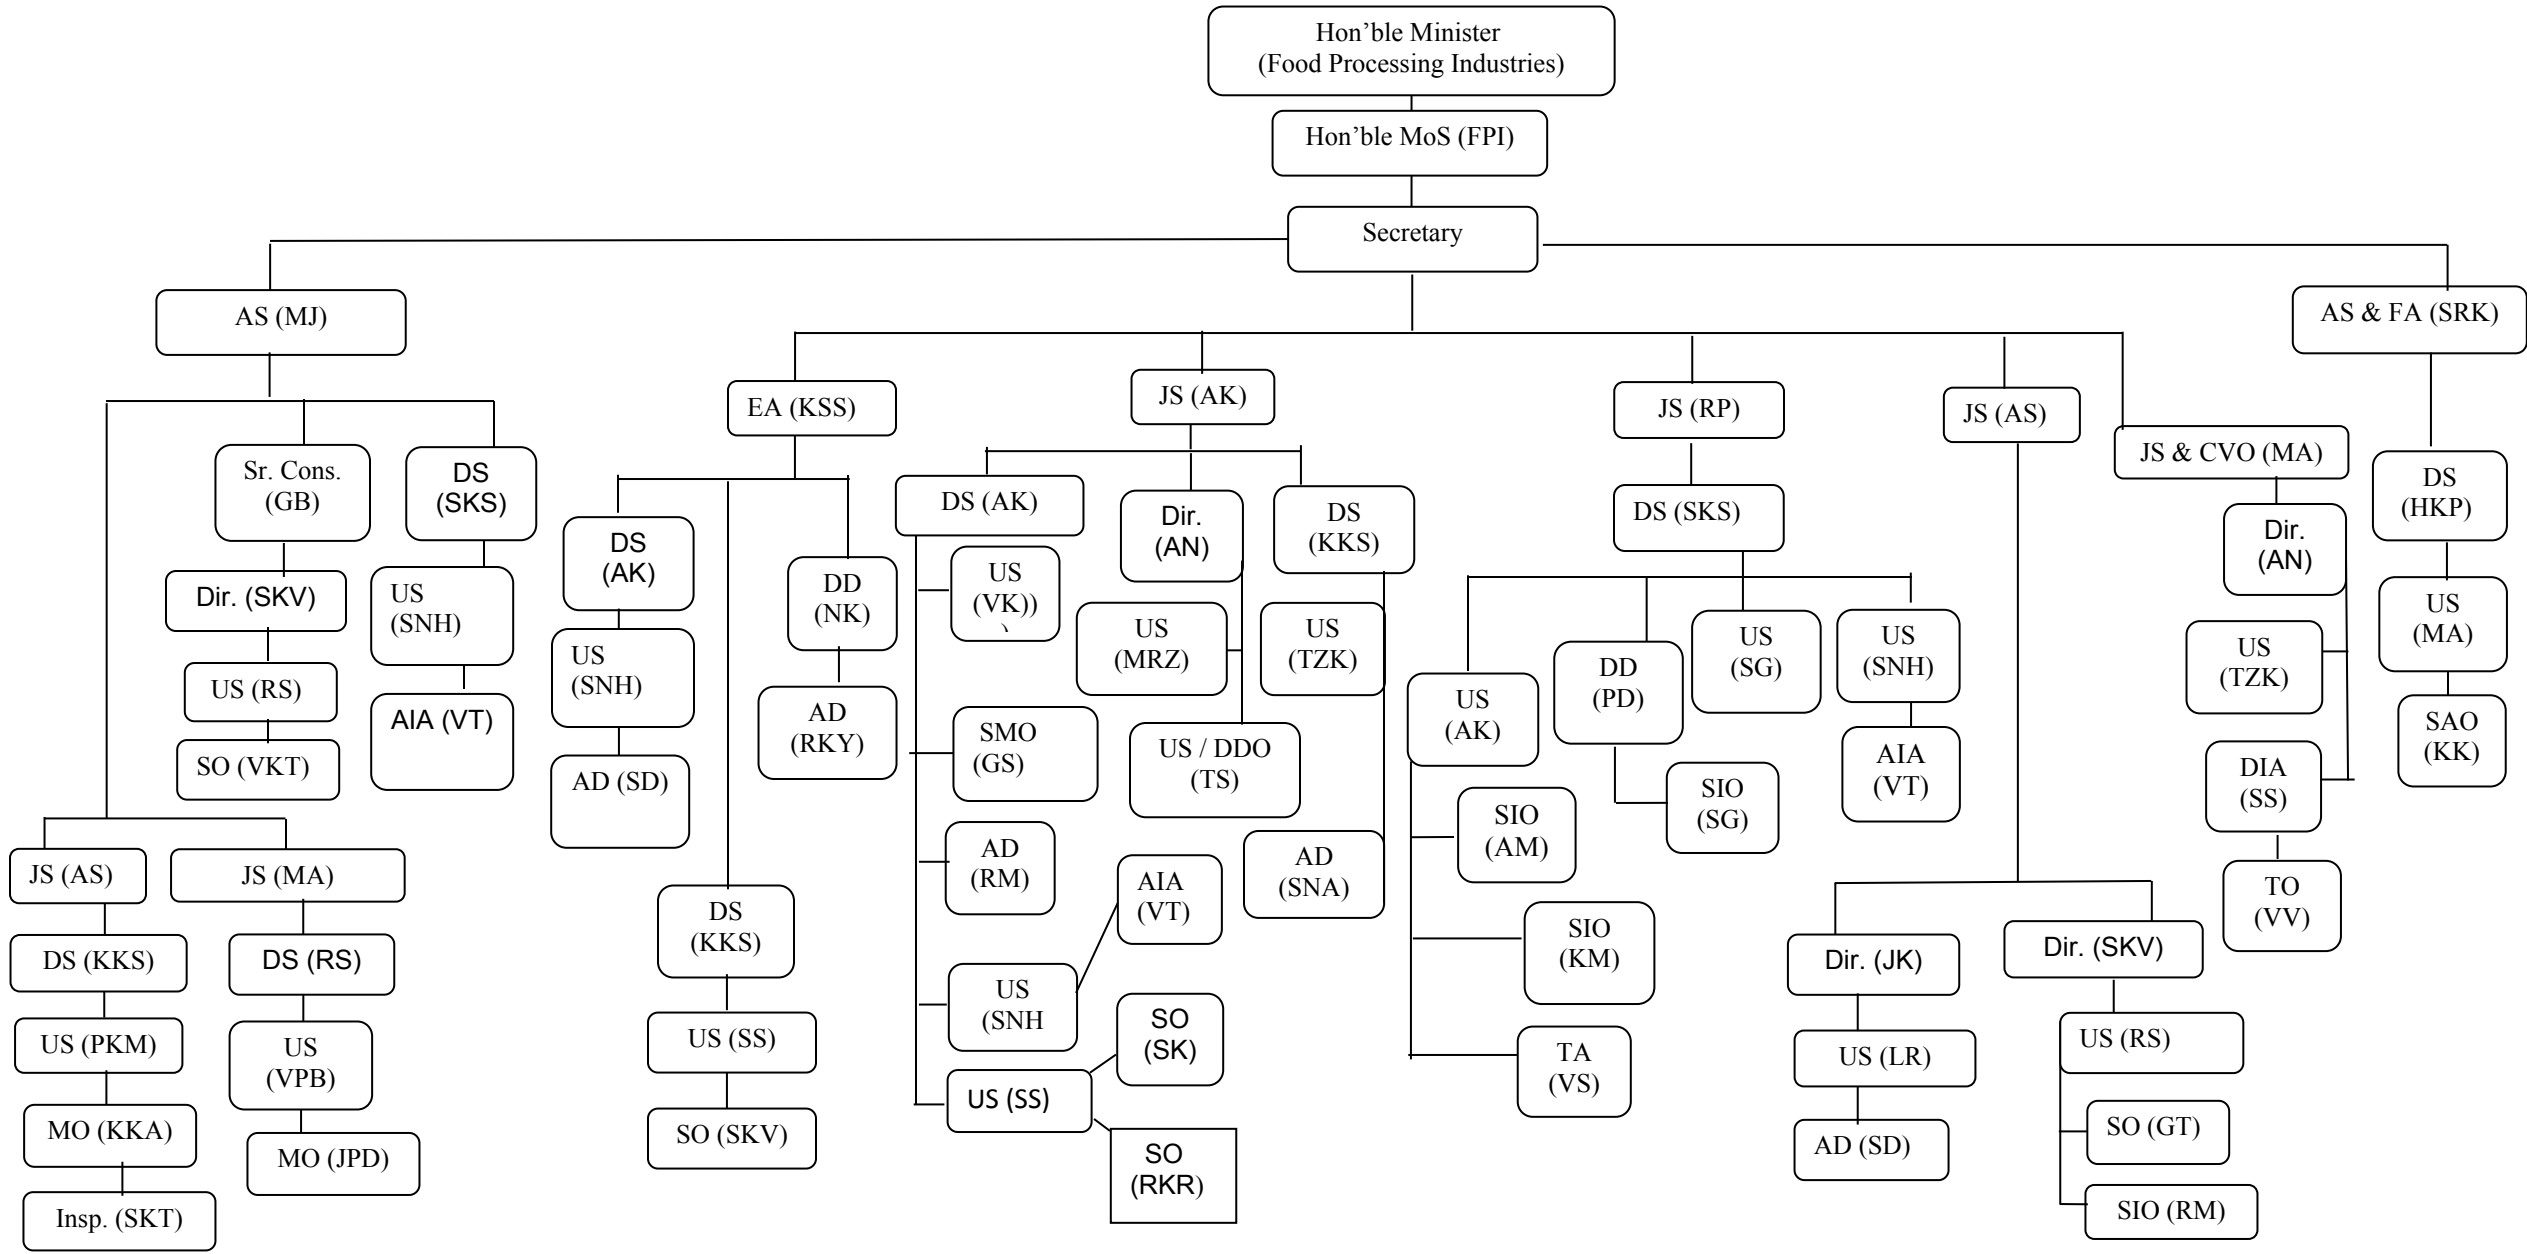 Hon’ble Minister
(Food Processing Industries)
Hon’ble MoS (FPI)
Secretary
AS (MJ)
AS & FA (SRK)
EA (KSS)
JS (AK)
JS (RP)
JS (AS)
JS & CVO (MA)
Sr. Cons.
(GB)
DS
(SKS)
Dir. (SKV)
US
(SNH)
US (RS)
AIA (VT)
SO (VKT)
JS (AS)
JS (MA)
DS (KKS)
DS (RS)
US (PKM)
US
(VPB)
MO (KKA)
MO (JPD)
Insp. (SKT)
DS
(AK)
DD
(NK)
US
(SNH)
AD
(RKY)
AD (SD)
DS
(KKS)
US (SS)
SO (SKV)
DS (AK)
Dir.
(AN)
DS
(KKS)
US
(VK))
US
(MRZ)
US
(TZK)
SMO
(GS)
US / DDO
(TS)
AD
(RM)
AIA
(VT)
AD
(SNA)
US
(SNH
SO
(SK)
US (SS)
SO
(RKR)
DS (SKS)
US
(AK)
DD
(PD)
US
(SG)
US
(SNH)
SIO
(SG)
AIA
(VT)
SIO
(AM)
SIO
(KM)
TA
(VS)
Dir. (JK)
Dir. (SKV)
US (LR)
US (RS)
AD (SD)
SO (GT)
SIO (RM)
Dir.
(AN)
US
(TZK)
DIA
(SS)
TO
(VV)
DS
(HKP)
US
(MA)
SAO
(KK)